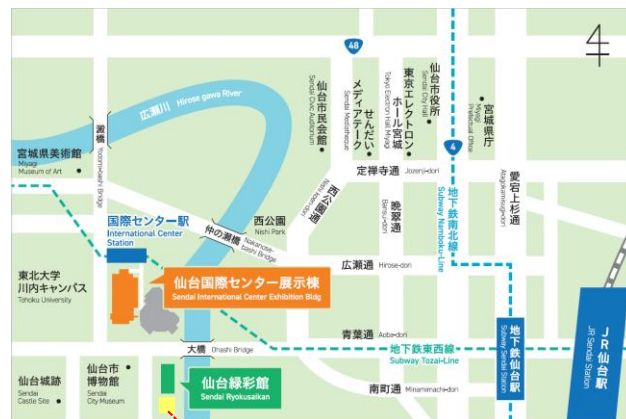 48
広瀬川 Hirose gawa River
澱橋
Yodomibashi Bridge
宮城県美術館
Miyagi
Museum of Art
仙台市民会館
Sendai Civic Auditorium
せんだい
メディアテーク
Sendai Mediatheque
東京エレクトロン
ホール宮城
Tokyo Electron Hall Miyagi
仙台市役所
Sendai City Hall
宮城県庁
Miyagi
Prefectual Office
4
定禅寺通 Jozenji-dori
西公園通
Nishi koen-dori
晩翠通
Bansui-dori
地下鉄南北線
Subway Namboku-Line
愛宕上杉通
Atagokamisugi-dori
国際センター駅
International Center
Station
仲の瀬橋
Nakanose-
bashi Bridge
西公園
Nishi Park
広瀬通 Hirose-dori
東北大学
川内キャンパス
Tohoku University
仙台国際センター展示棟
Sendai International Center Exhibition Bldg
青葉通 Aoba-dori
大橋 Ohashi Bridge
地下鉄東西線
Subway Tozai-Line
地下鉄仙台駅
Subway Sendai Station
JR仙台駅
JR Sendai Station
仙台城跡
Sendai
Castle Site
仙台市
博物館
Sendai
City Museum
仙台緑彩館
Sendai Ryokusaikan
南町通 Minamimachi-dori